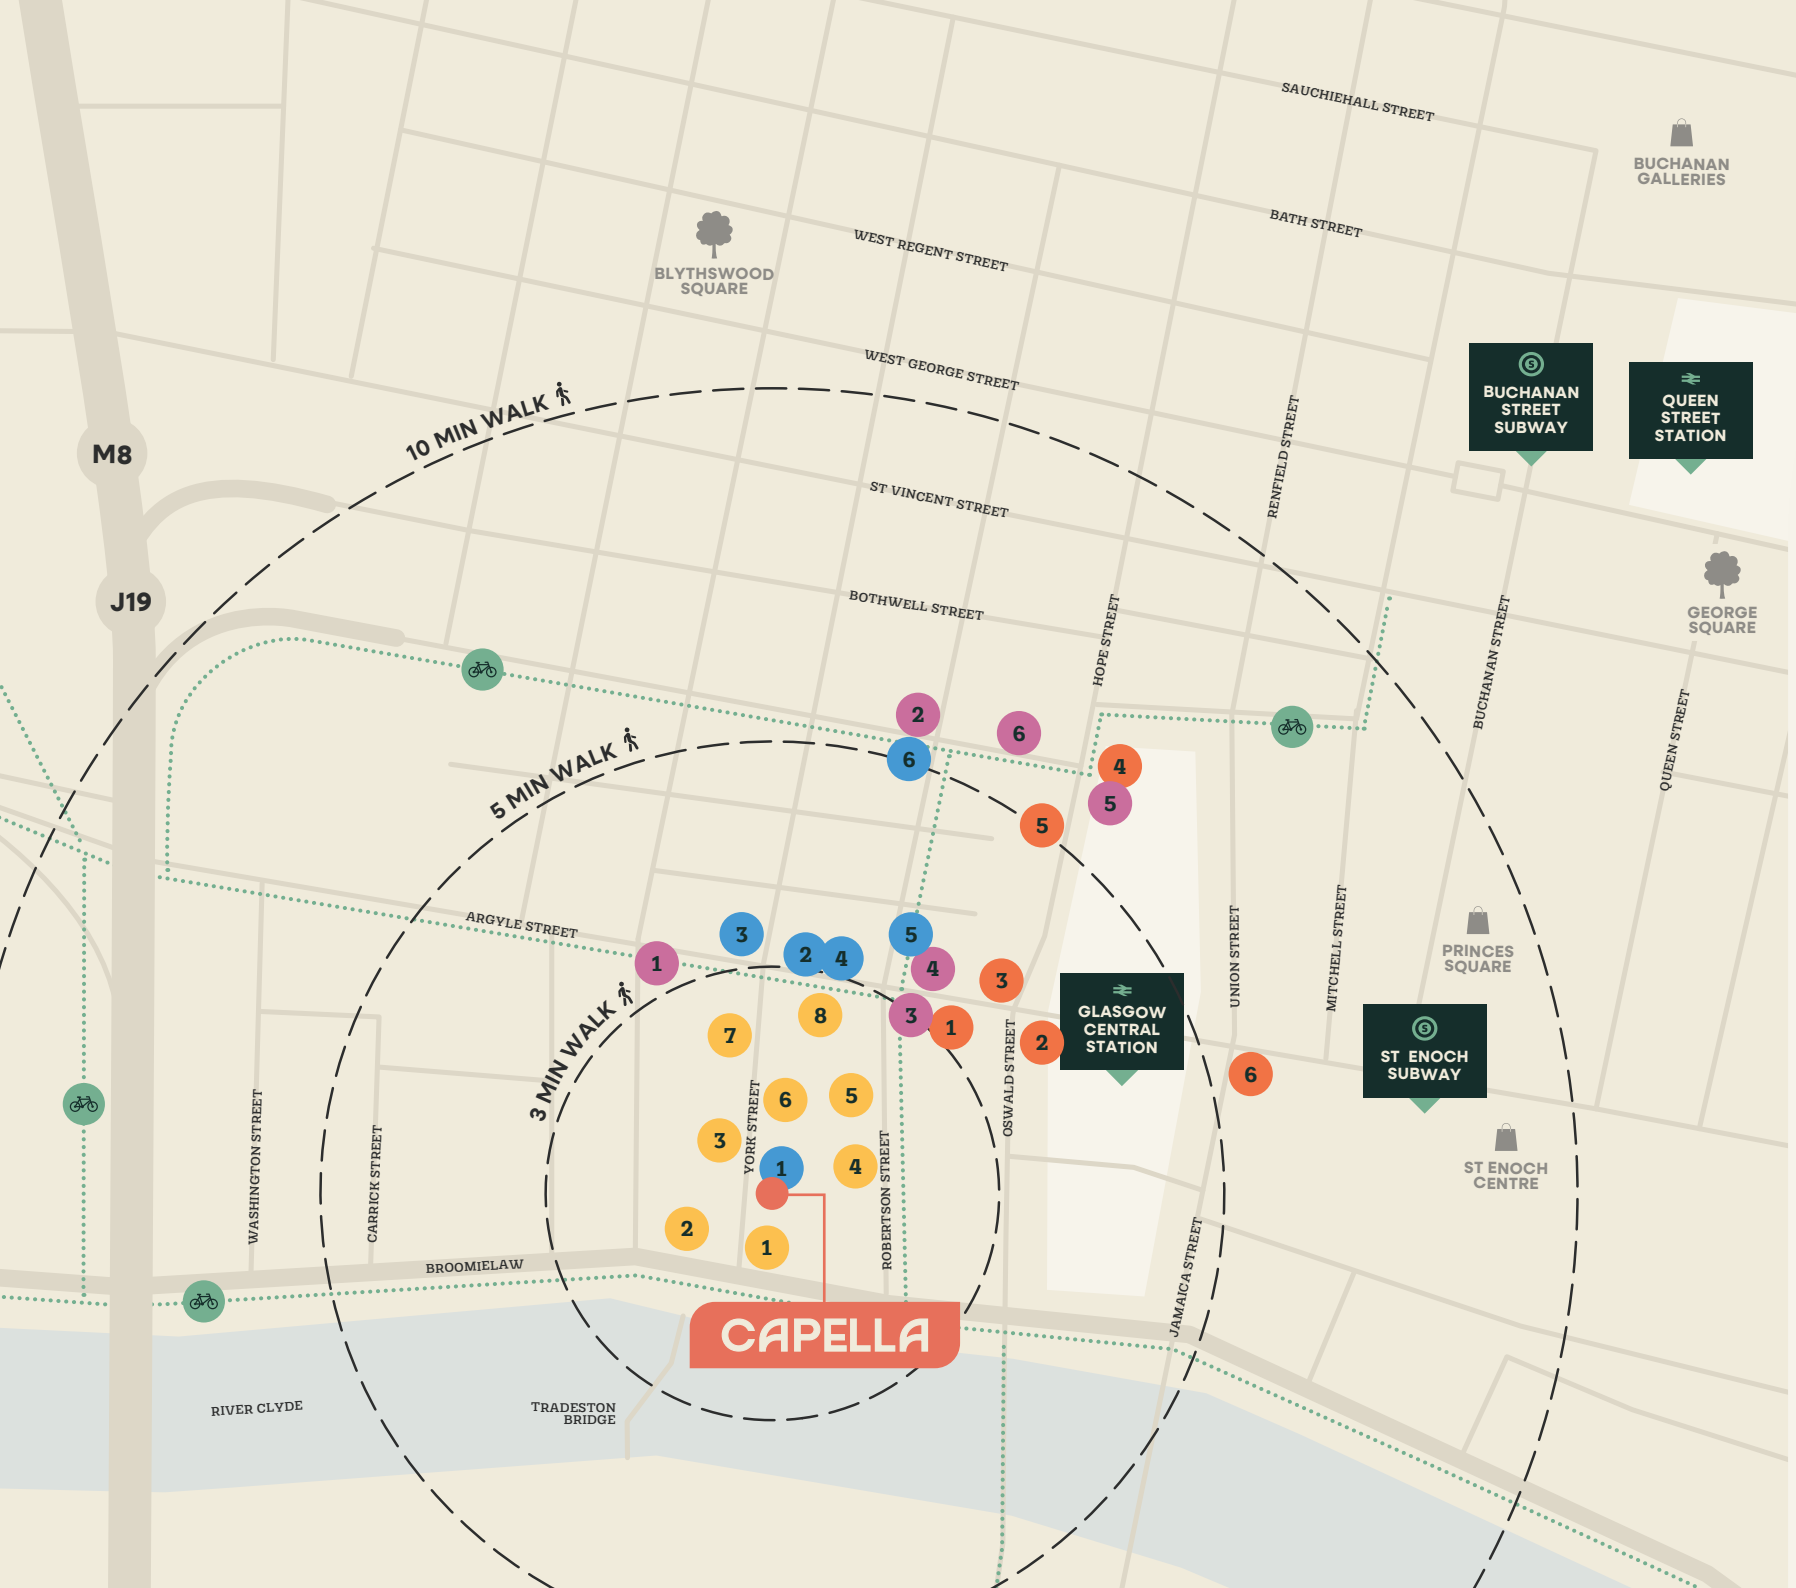 SAUCHIEHALL STREET
BUCHANAN
GALLERIES
BATH STREET
WEST REGENT STREET
BLYTHSWOOD
SQUARE
WEST GEORGE STREET
BUCHANAN
STREET
SUBWAY
QUEEN
STREET
STATION
10 MIN WALK
RENFIELD STREET
M8
ST VINCENT STREET
J19
BOTHWELL STREET
HOPE STREET
BUCHANAN STREET
GEORGE
SQUARE
QUEEN STREET
2
6
6
4
5
5
5 MIN WALK
ARGYLE STREET
3
2
4
5
1
4
3
UNION STREET
MITCHELL STREET
PRINCES
SQUARE
3 MIN WALK
8
3
1
7
2
OSWALD STREET
GLASGOW
CENTRAL
STATION
6
ST ENOCH
SUBWAY
WASHINGTON STREET
CARRICK STREET
YORK STREET
6
5
3
1
4
ROBERTSON STREET
ST ENOCH
CENTRE
2
1
JAMAICA STREET
BROOMIELAW
CAPELLA
RIVER CLYDE
TRADESTON
BRIDGE